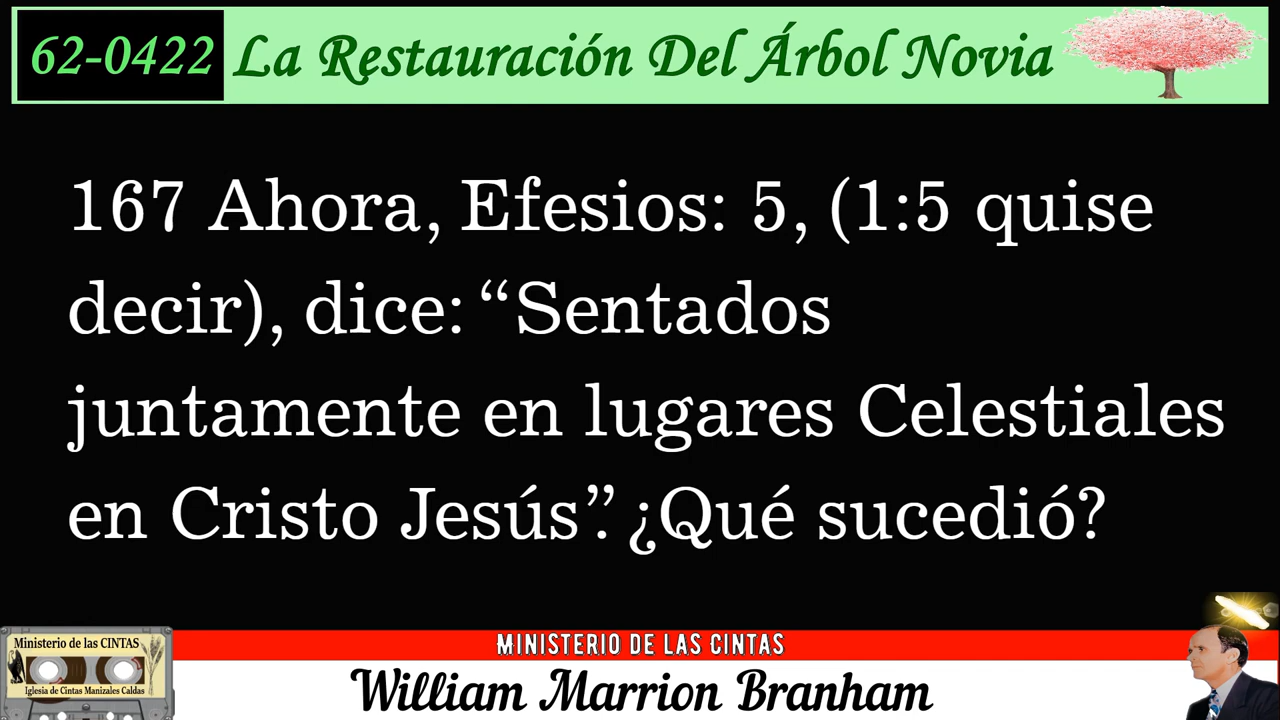 62-0422 La Restauración Del Árbol Novia
167 Ahora, Efesios: 5, (1:5 quise
decir), dice: “Sentados
juntamente en lugares Celestiales
en Cristo Jesús”. ¿Qué sucedió?
Ministerio de las CINTAS
Iglesia de Cintas Manizales Caldas
MINISTERIO DE LAS CINTAS
William Marrion Branham